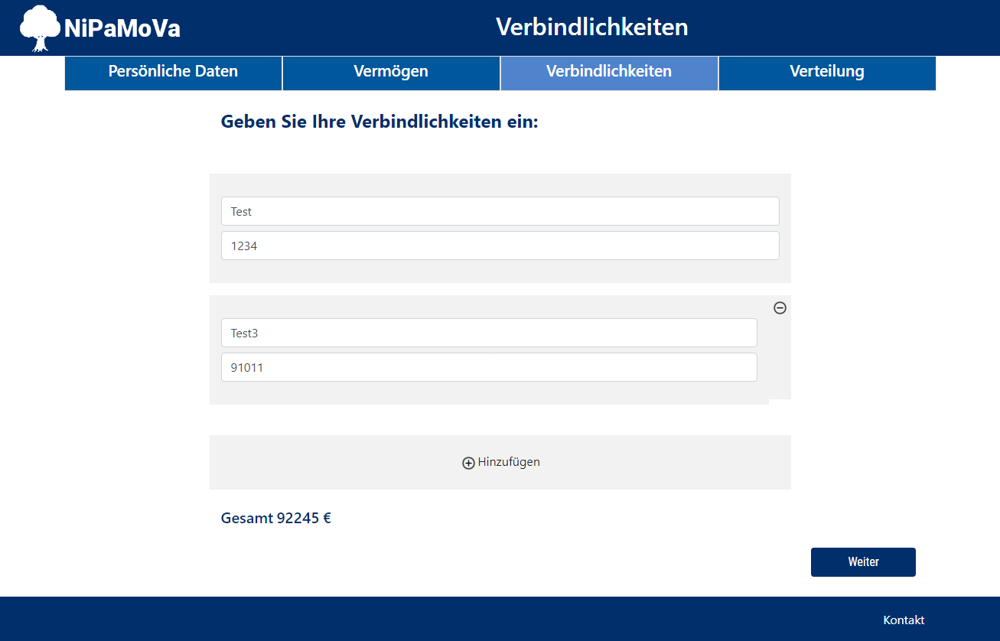 NiPaMoVa
Verbindlichkeiten
Persönliche Daten
Vermögen
Verbindlichkeiten
Verteilung
Geben Sie Ihre Verbindlichkeiten ein:
Test
1234
Test3
91011
Hinzufügen
Gesamt 92245 €
Weiter
Kontakt